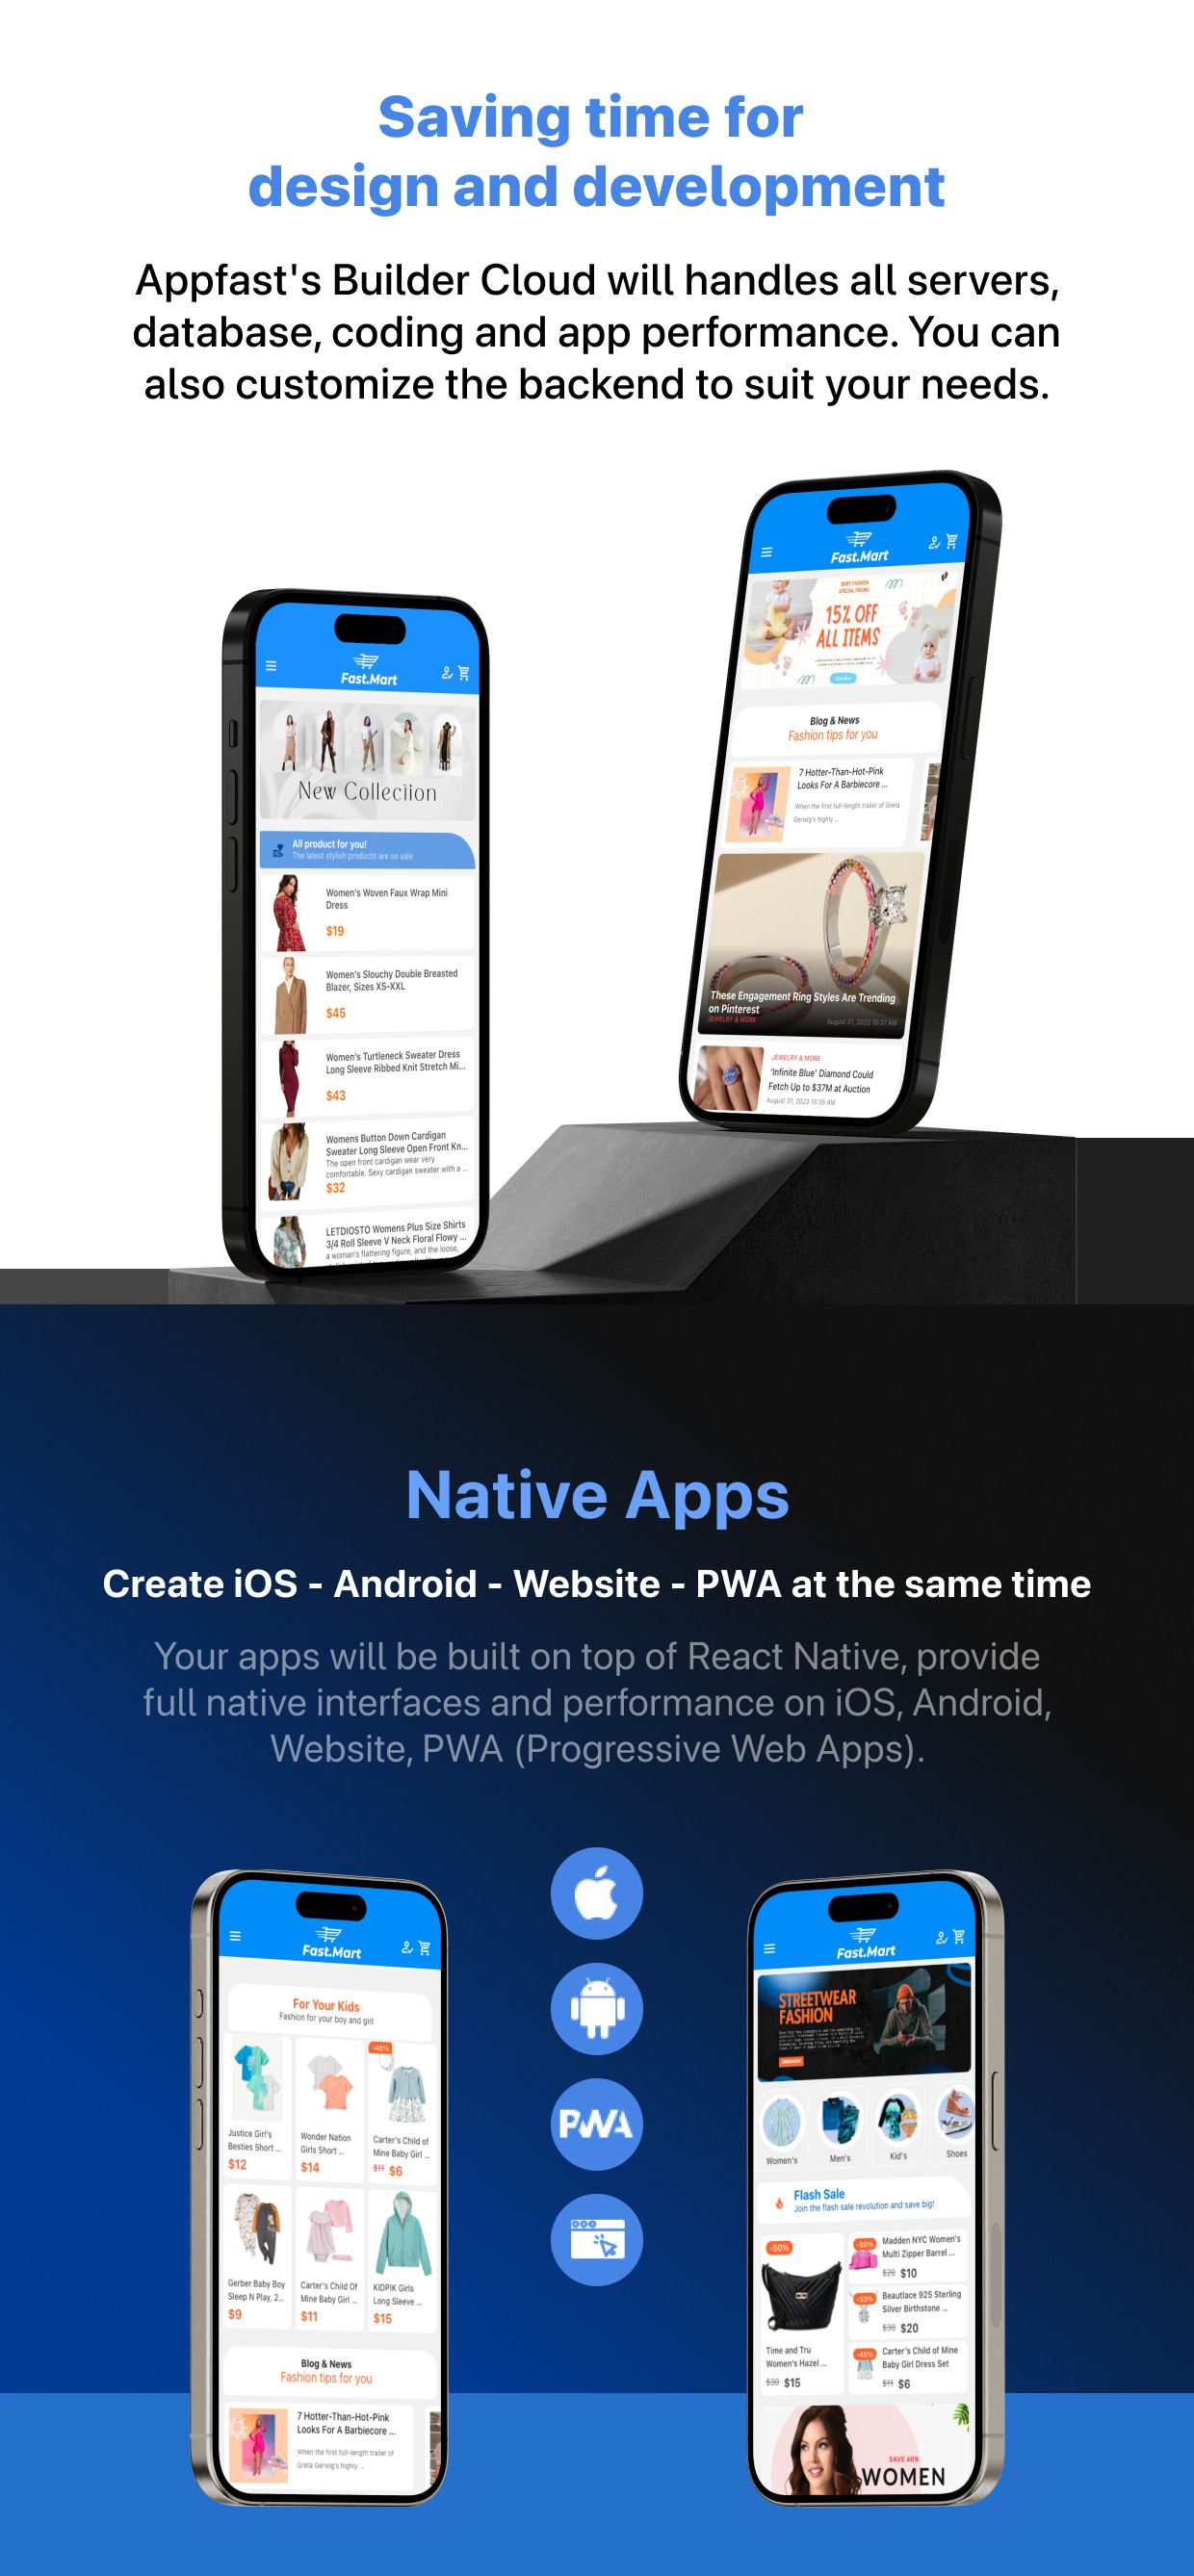 Saving time for
design and development
Appfast's Builder Cloud will handles all servers,
database, coding and app performance. You can
also customize the backend to suit your needs.
Fast.Mart
New Colleciion
All product for you!
The latest stylish products are on sale
Women's Woven Faux Wrap Mini
Dress
$19
Women's Slouchy Double Breasted
Blazer, Sizes XS-XXL
$45
Women's Turtleneck Sweater Dress
Long Sleeve Ribbed Knit Stretch Mi...
$43
Womens Button Down Cardigan
Sweater Long Sleeve Open Front Kn...
The open front cardigan wear very
comfortable. Sexy cardigan sweater with a ...
$32
LETDIOSTO Womens Plus Size Shirts
3/4 Roll Sleeve V Neck Floral Flowy ...
a woman's flattering figure, and the loose,
Fast.Mart
BABY FASHION
SPECIAL PROMO
15% OFF
ALL ITEMS
Blog & News
Fashion tips for you
7 Hotter-Than-Hot-Pink
Looks For A Barbiecore ...
When the first full-length trailer of Greta
Gerwig's highly ...
These Engagement Ring Styles Are Trending
on Pinterest
JEWELRY & MORE
August 31, 2023 10:37 AM
JEWELRY & MORE
'Infinite Blue' Diamond Could
Fetch Up to $37M at Auction
August 31, 2023 10:35 AM
Native Apps
Create iOS - Android - Website - PWA at the same time
Your apps will be built on top of React Native, provide
full native interfaces and performance on iOS, Android,
Website, PWA (Progressive Web Apps).
Fast.Mart
For Your Kids
Fashion for your boy and girl
Justice Girl's
Besties Short ...
$12
Wonder Nation
Girls Short ...
$14
-45%
Carter's Child of
Mine Baby Girl ...
$11 $6
Gerber Baby Boy
Sleep N Play, 2...
$9
Carter's Child Of
Mine Baby Girl ...
$11
KIDPIK Girls
Long Sleeve ...
$15
Blog & News
Fashion tips for you
7 Hotter-Than-Hot-Pink
Looks For A Barbiecore ...
When the first full-length trailer of
Greta Gerwig's highly ...
PWA
Fast.Mart
STREETWEAR
FASHION
Women's
Men's
Kid's
Shoes
Flash Sale
Join the flash sale revolution and save big!
-50%
Time and Tru
Women's Hazel ...
$30 $15
-50%
Madden NYC Women's
Multi Zipper Barrel ...
$20 $10
-33%
Beautlace 925 Sterling
Silver Birthstone ...
$30 $20
-45%
Carter's Child of Mine
Baby Girl Dress Set
$11 $6
SAVE 60%
WOMEN